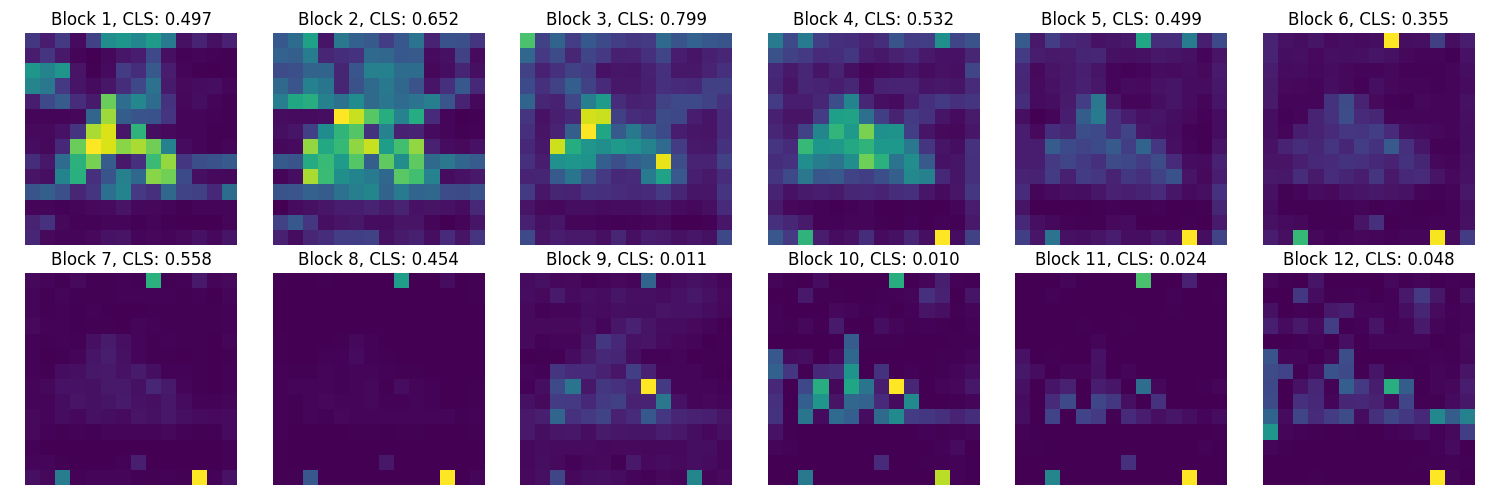 Block 1, CLS: 0.497
Block 2, CLS: 0.652
Block 3, CLS: 0.799
Block 4, CLS: 0.532
Block 5, CLS: 0.499
Block 6, CLS: 0.355
Block 7, CLS: 0.558
Block 8, CLS: 0.454
Block 9, CLS: 0.011
Block 10, CLS: 0.010
Block 11, CLS: 0.024
Block 12, CLS: 0.048